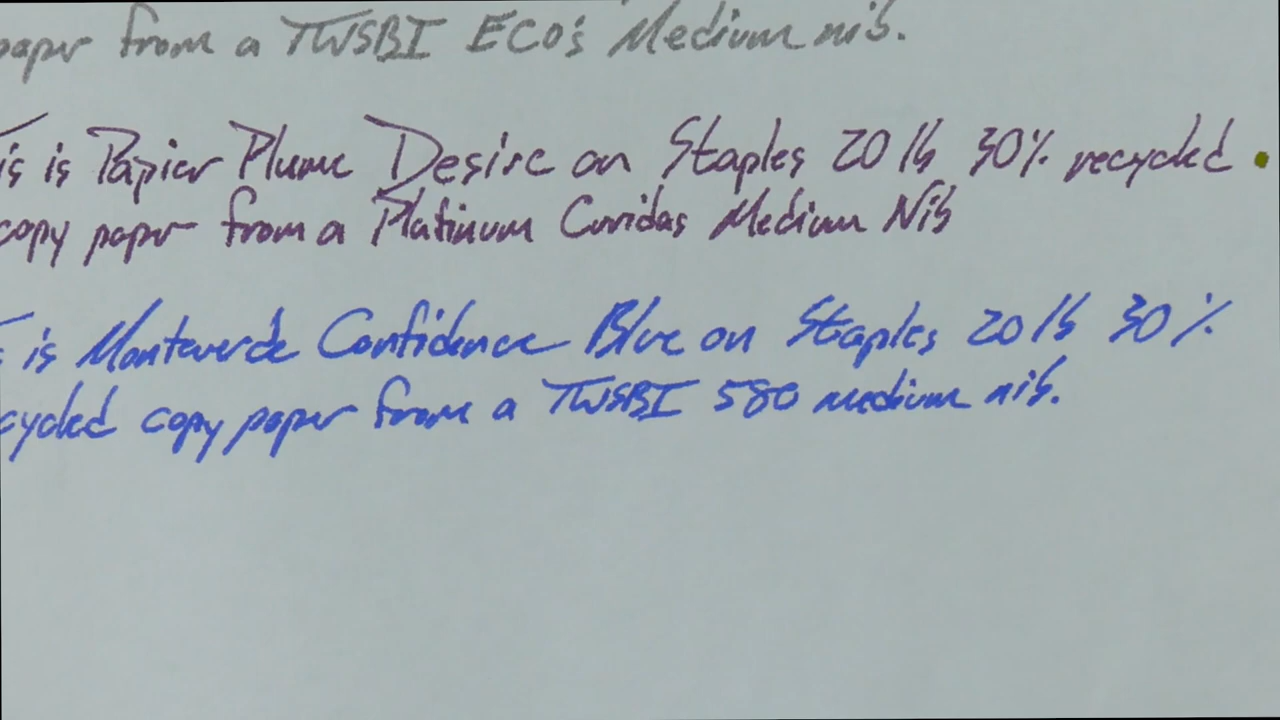 paper from a TWSBI ECO's Medium nib.
is is Papier Plume Desire on Staples 20 lb 30% recycled
copy paper from a Platinum Curidas Medium Nib
is Monteverde Confidence Blue on Staples 20 lb 30%
cycled copy paper from a TWSBI 580 medium nib.